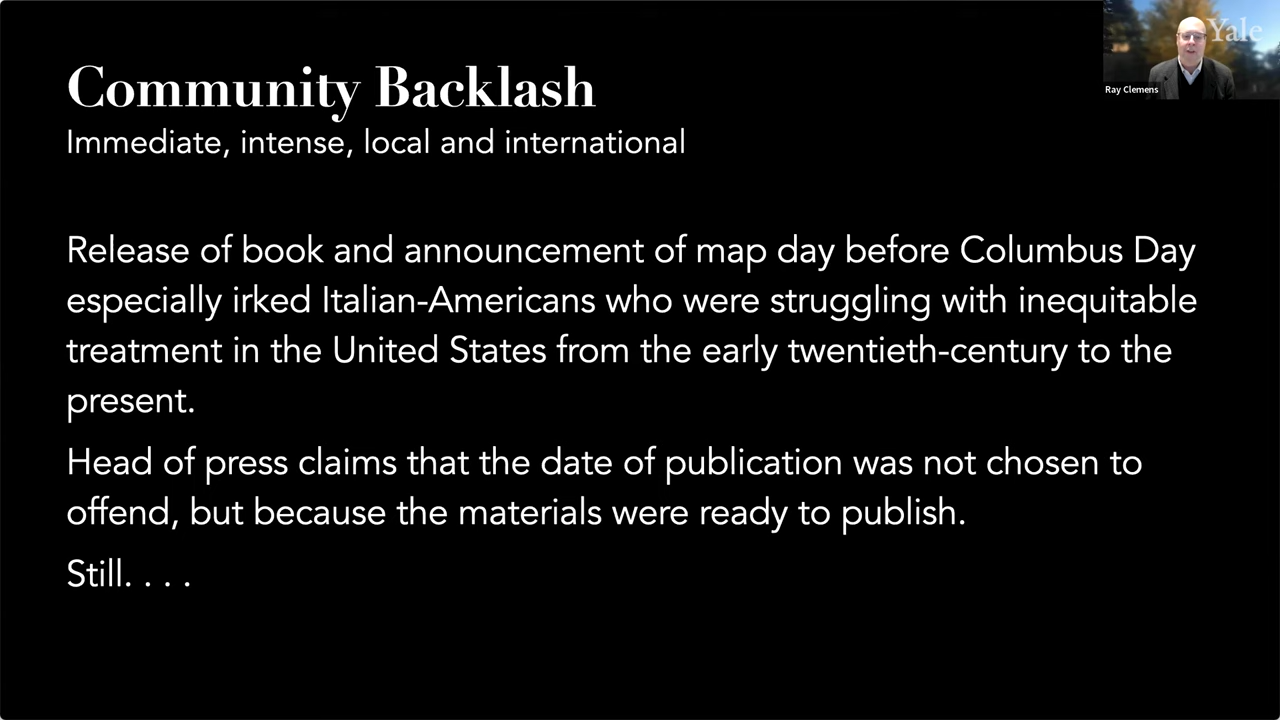 Yale
Ray Clemens
Community Backlash
Immediate, intense, local and international
Release of book and announcement of map day before Columbus Day
especially irked Italian-Americans who were struggling with inequitable
treatment in the United States from the early twentieth-century to the
present.
Head of press claims that the date of publication was not chosen to
offend, but because the materials were ready to publish.
Still. . . .